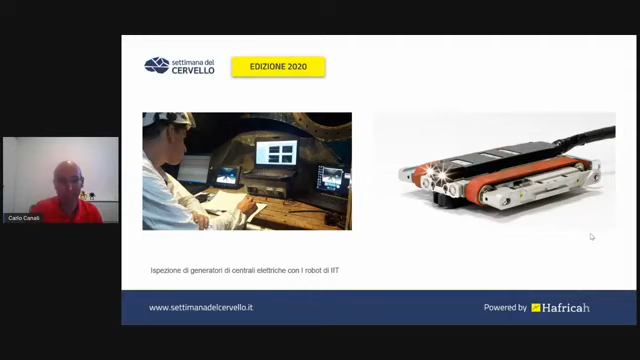 settimana del
CERVELLO
EDIZIONE 2020
Carlo Canali
Ispezione di generatori di centrali elettriche con I robot di IIT
www.settimanadelcervello.it
Powered by Hafricah